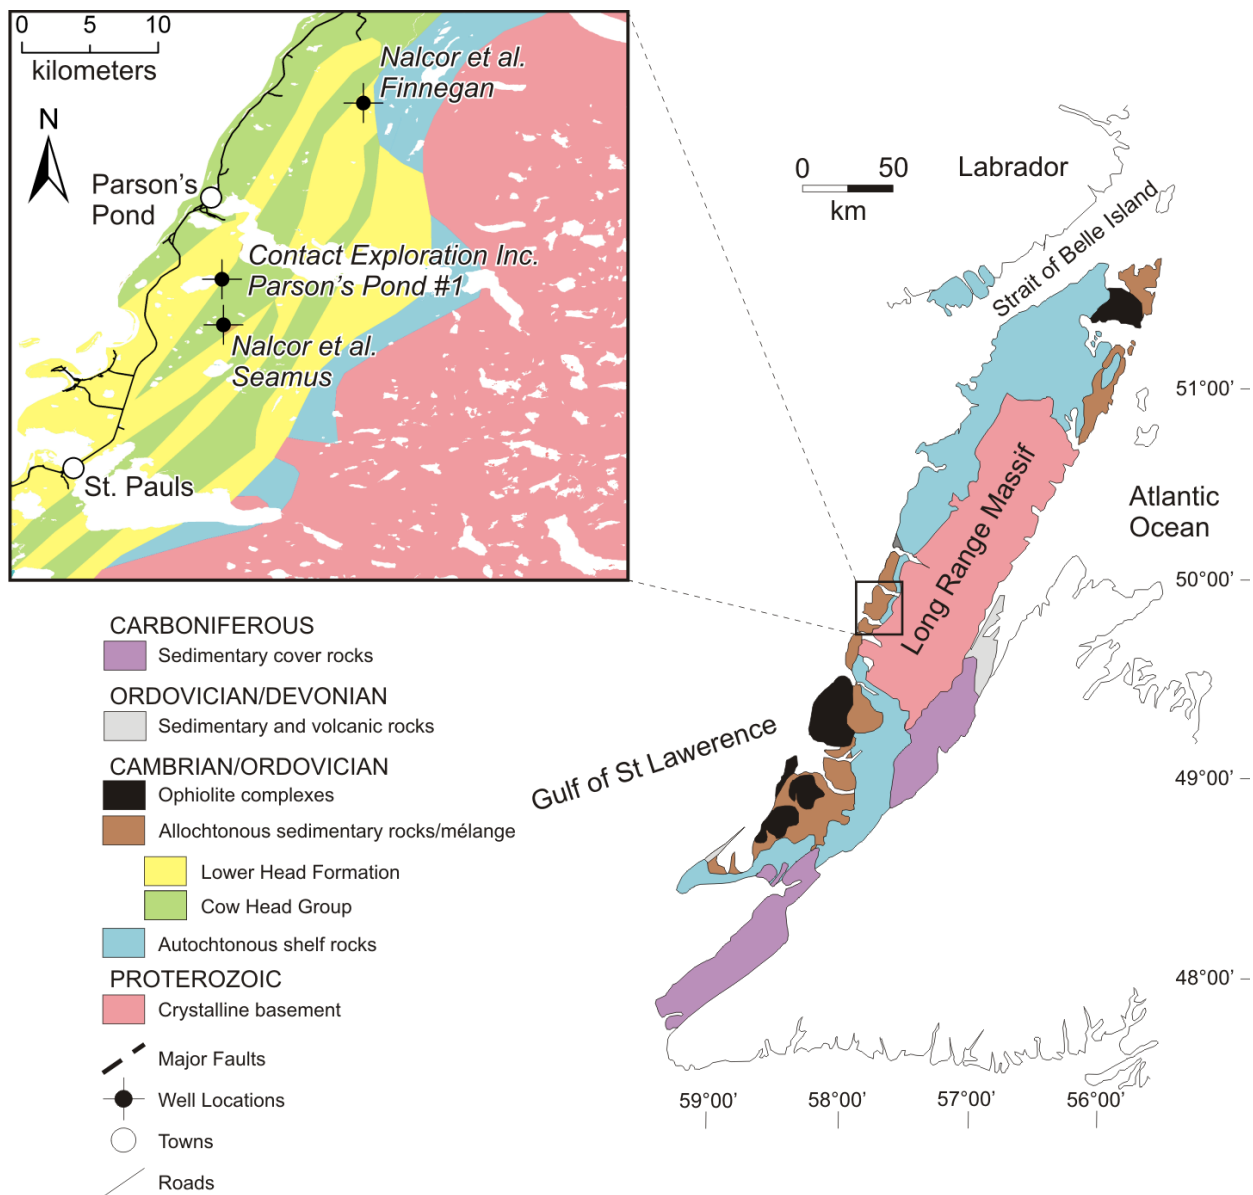 0 5 10
kilometers
N
Nalcor et al.
Finnegan
Parson's
Pond
Contact Exploration Inc.
Parson's Pond #1
Nalcor et al.
Seamus
St. Pauls
0 50
km
Labrador
Strait of Belle Island
51°00'
Atlantic
Ocean
Long Range Massif
50°00'
Gulf of St Lawerence
49°00'
48°00'
59°00' 58°00' 57°00' 56°00'
CARBONIFEROUS
Sedimentary cover rocks
ORDOVICIAN/DEVONIAN
Sedimentary and volcanic rocks
CAMBRIAN/ORDOVICIAN
Ophiolite complexes
Allochtonous sedimentary rocks/mélange
Lower Head Formation
Cow Head Group
Autochtonous shelf rocks
PROTEROZOIC
Crystalline basement
Major Faults
Well Locations
Towns
Roads